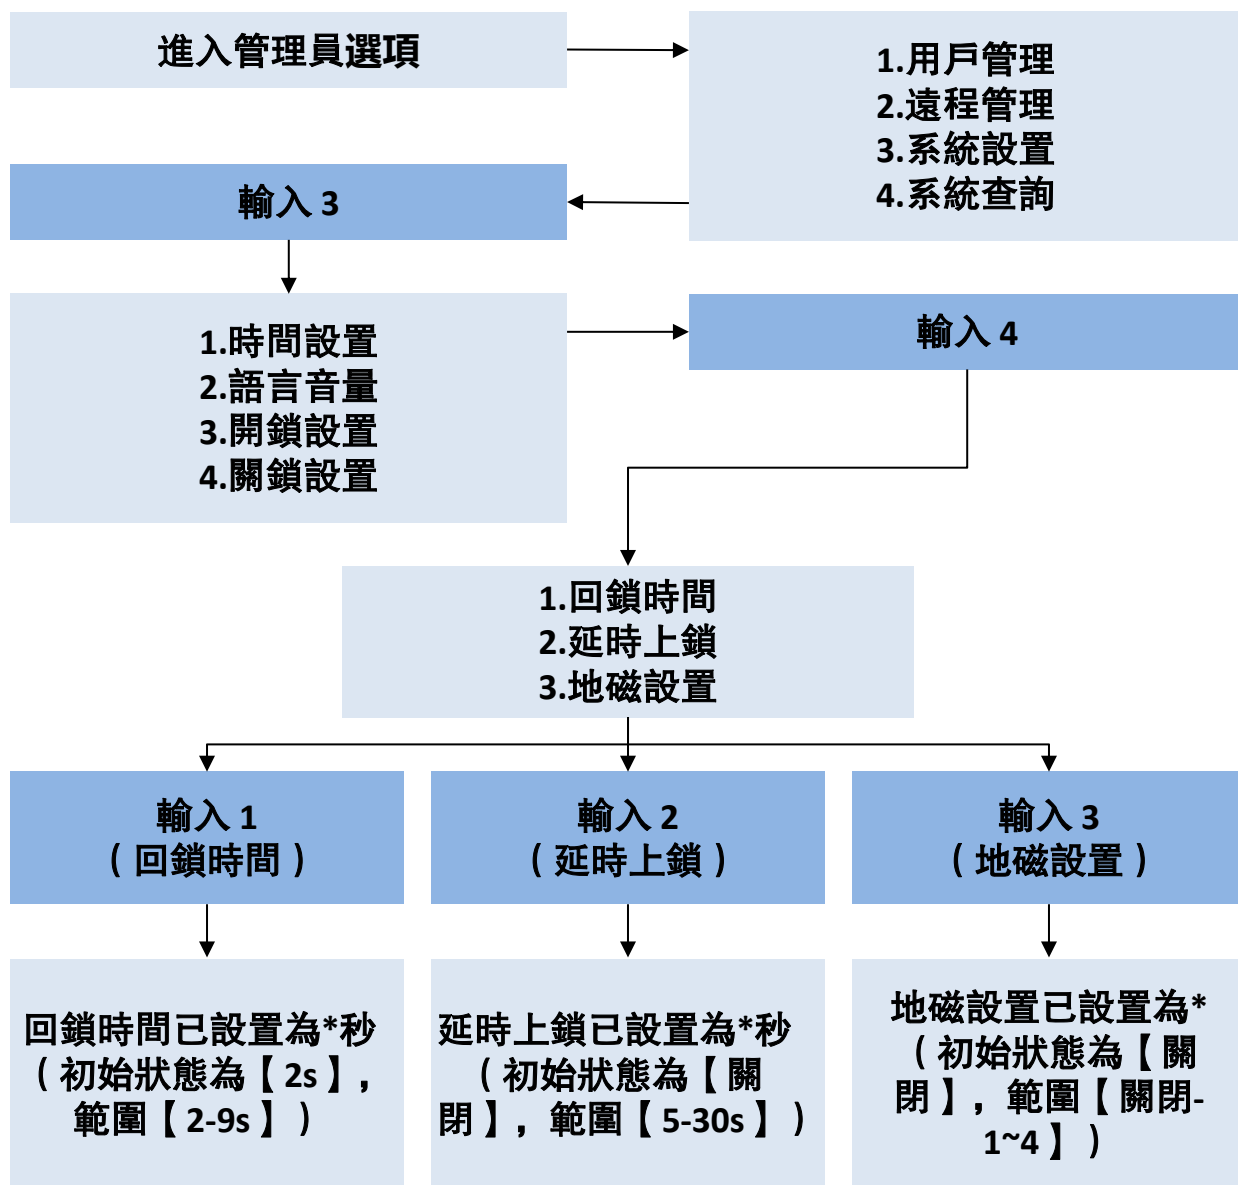 進入管理員選項
1.用戶管理
2.遠程管理
3.系統設置
4.系統查詢
輸入 3
1.時間設置
2.語言音量
3.開鎖設置
4.關鎖設置
輸入 4
1.回鎖時間
2.延時上鎖
3.地磁設置
輸入 1
（回鎖時間）
輸入 2
（延時上鎖）
輸入 3
（地磁設置）
回鎖時間已設置為*秒
（初始狀態為【2s】，
範圍【2-9s】）
延時上鎖已設置為*秒
（初始狀態為【關
閉】，範圍【5-30s】）
地磁設置已設置為*
（初始狀態為【關
閉】，範圍【關閉-
1~4】）